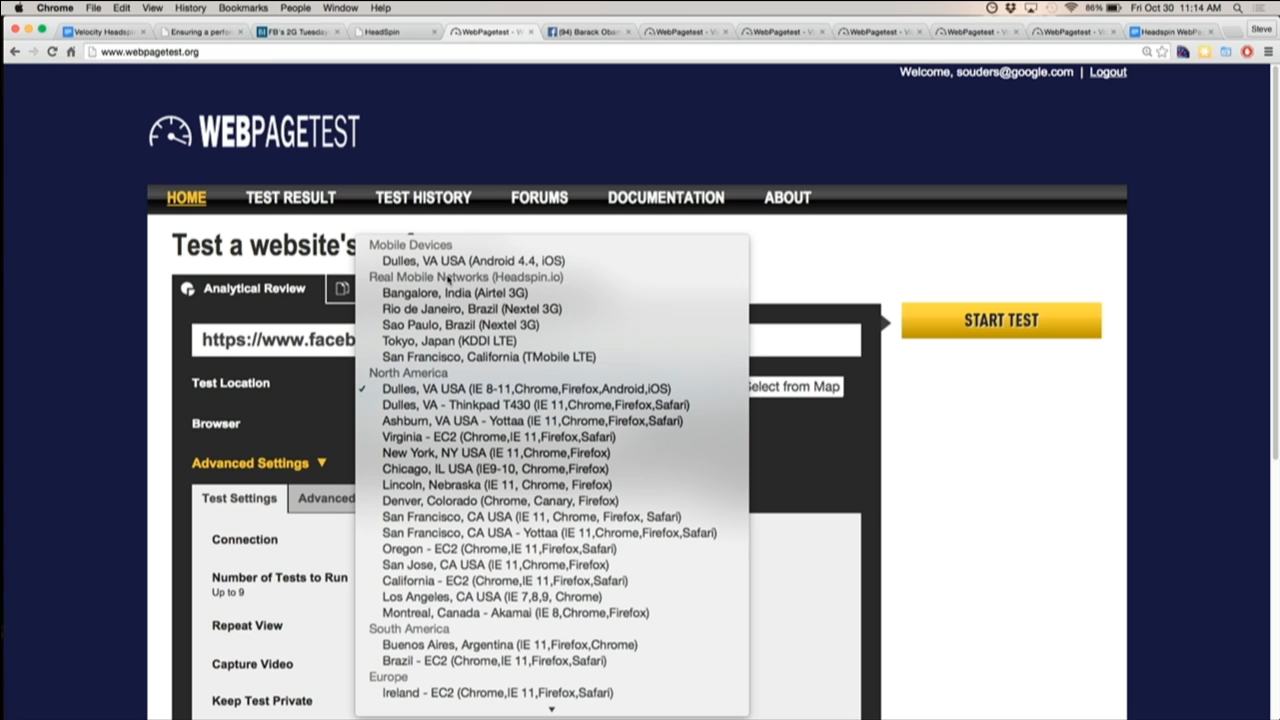 Chrome File Edit View History Bookmarks People Window Help 86% Fri Oct 30 11:14 AM
Velocity Heads Ensuring a perfor FB's 2G Tuesda HeadSpin WebPagetest - V (94) Barack Oba WebPagetest - V WebPagetest - V WebPagetest - V WebPagetest - V WebPagetest - V Headspin WebP Steve
www.webpagetest.org
Welcome, souders@google.com | Logout
WEBPAGETEST
HOME TEST RESULT TEST HISTORY FORUMS DOCUMENTATION ABOUT
Test a website's
Analytical Review
https://www.faceb
START TEST
Test Location
Select from Map
Browser
Advanced Settings ▼
Test Settings Advanced
Connection
Number of Tests to Run
Up to 9
Repeat View
Capture Video
Keep Test Private
Mobile Devices
Dulles, VA USA (Android 4.4, iOS)
Real Mobile Networks (Headspin.io)
Bangalore, India (Airtel 3G)
Rio de Janeiro, Brazil (Nextel 3G)
Sao Paulo, Brazil (Nextel 3G)
Tokyo, Japan (KDDI LTE)
San Francisco, California (TMobile LTE)
North America
✓ Dulles, VA USA (IE 8-11,Chrome,Firefox,Android,iOS)
Dulles, VA - Thinkpad T430 (IE 11,Chrome,Firefox,Safari)
Ashburn, VA USA - Yottaa (IE 11,Chrome,Firefox,Safari)
Virginia - EC2 (Chrome,IE 11,Firefox,Safari)
New York, NY USA (IE 11,Chrome,Firefox)
Chicago, IL USA (IE9-10, Chrome,Firefox)
Lincoln, Nebraska (IE 11, Chrome, Firefox)
Denver, Colorado (Chrome, Canary, Firefox)
San Francisco, CA USA (IE 11, Chrome, Firefox, Safari)
San Francisco, CA USA - Yottaa (IE 11,Chrome,Firefox,Safari)
Oregon - EC2 (Chrome,IE 11,Firefox,Safari)
San Jose, CA USA (IE 11,Chrome,Firefox)
California - EC2 (Chrome,IE 11,Firefox,Safari)
Los Angeles, CA USA (IE 7,8,9, Chrome)
Montreal, Canada - Akamai (IE 8,Chrome,Firefox)
South America
Buenos Aires, Argentina (IE 11,Firefox,Chrome)
Brazil - EC2 (Chrome,IE 11,Firefox,Safari)
Europe
Ireland - EC2 (Chrome,IE 11,Firefox,Safari)